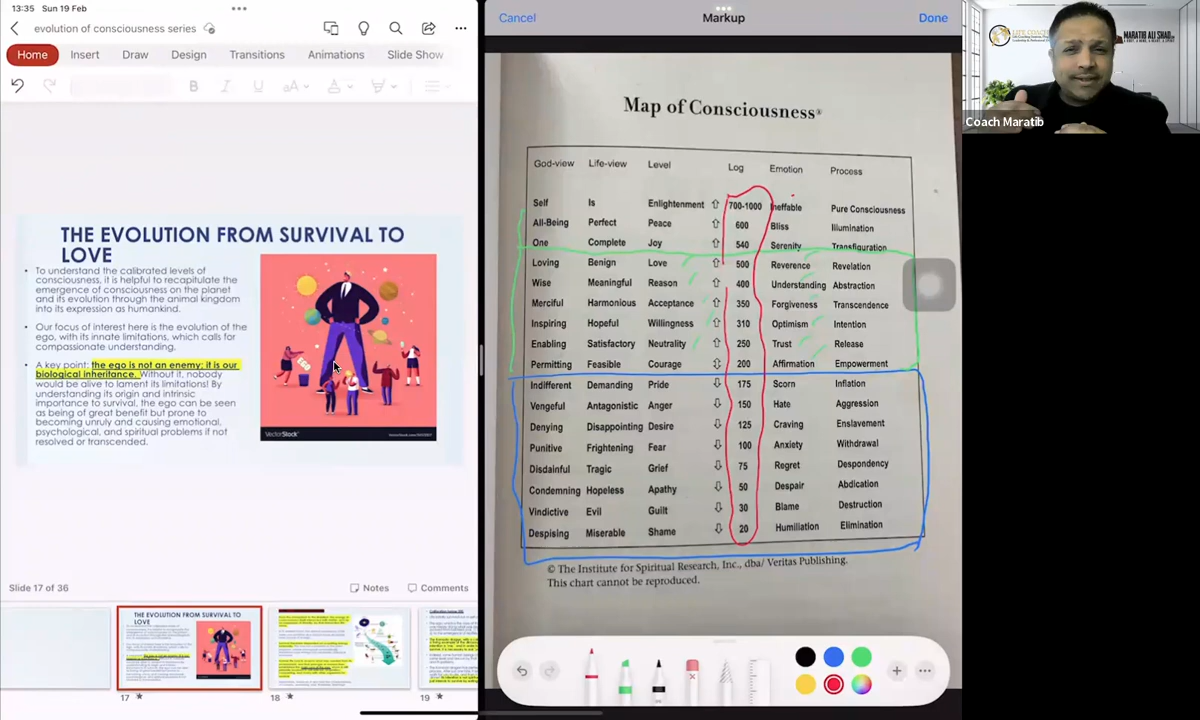 13:35 Sun 19 Feb
evolution of consciousness series
Home Insert Draw Design Transitions Animations Slide Show
B I U
THE EVOLUTION FROM SURVIVAL TO
LOVE
• To understand the calibrated levels of
consciousness, it is helpful to recapitulate the
emergence of consciousness on the planet
and its evolution through the animal kingdom
into its expression as humankind.
• Our focus of interest here is the evolution of the
ego, with its innate limitations, which calls for
compassionate understanding.
• A key point: the ego is not an enemy; it is our
biological inheritance. Without it, nobody
would be alive to lament its limitations! By
understanding its origin and intrinsic
importance to survival, the ego can be seen
as being of great benefit but prone to
becoming unruly and causing emotional,
psychological, and spiritual problems if not
resolved or transcended.
VectorStock
Slide 17 of 36
Notes Comments
THE EVOLUTION FROM SURVIVAL TO
LOVE
17
18
19
Cancel Markup Done
Map of Consciousness®
God-view Life-view Level Log Emotion Process
Self Is Enlightenment ⇧ 700-1000 Ineffable Pure Consciousness
All-Being Perfect Peace ⇧ 600 Bliss Illumination
One Complete Joy ⇧ 540 Serenity Transfiguration
Loving Benign Love ⇧ 500 Reverence Revelation
Wise Meaningful Reason ⇧ 400 Understanding Abstraction
Merciful Harmonious Acceptance ⇧ 350 Forgiveness Transcendence
Inspiring Hopeful Willingness ⇧ 310 Optimism Intention
Enabling Satisfactory Neutrality ⇧ 250 Trust Release
Permitting Feasible Courage ⇕ 200 Affirmation Empowerment
Indifferent Demanding Pride ⇩ 175 Scorn Inflation
Vengeful Antagonistic Anger ⇩ 150 Hate Aggression
Denying Disappointing Desire ⇩ 125 Craving Enslavement
Punitive Frightening Fear ⇩ 100 Anxiety Withdrawal
Disdainful Tragic Grief ⇩ 75 Regret Despondency
Condemning Hopeless Apathy ⇩ 50 Despair Abdication
Vindictive Evil Guilt ⇩ 30 Blame Destruction
Despising Miserable Shame ⇩ 20 Humiliation Elimination
© The Institute for Spiritual Research, Inc., dba/ Veritas Publishing.
This chart cannot be reproduced.
MARATIB ALI SHAD
Coach Maratib